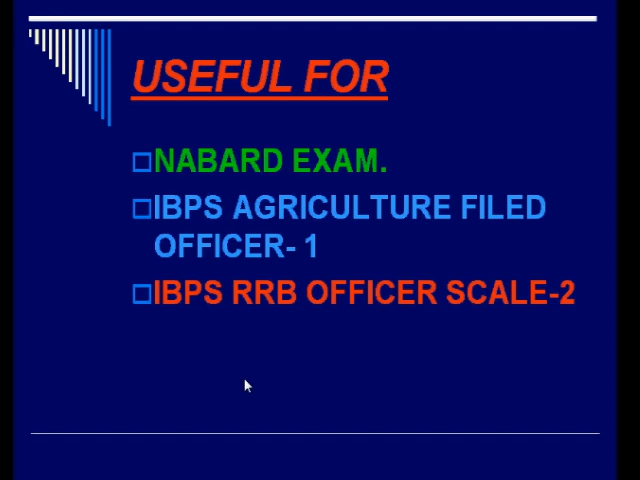 USEFUL FOR
NABARD EXAM.
IBPS AGRICULTURE FILED
OFFICER- 1
IBPS RRB OFFICER SCALE-2